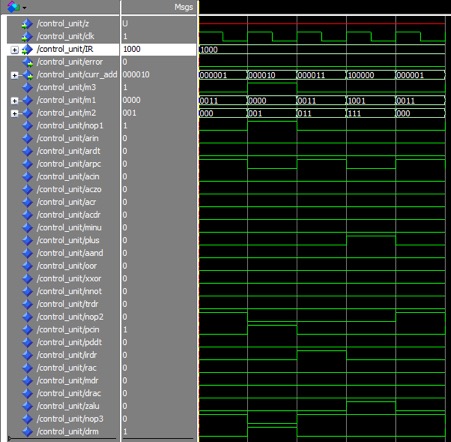 Msgs
/control_unit/z U
/control_unit/clk 1
/control_unit/IR 1000 1000
/control_unit/error 0
/control_unit/curr_add 000010 000001 000010 000011 100000 000001
/control_unit/m3 1
/control_unit/m1 0000 0011 0000 0011 1001 0011
/control_unit/m2 001 000 001 011 111 000
/control_unit/nop1 1
/control_unit/arin 0
/control_unit/ardt 0
/control_unit/arpc 0
/control_unit/acin 0
/control_unit/aczo 0
/control_unit/acr 0
/control_unit/acdr 0
/control_unit/minu 0
/control_unit/plus 0
/control_unit/aand 0
/control_unit/oor 0
/control_unit/xxor 0
/control_unit/nnot 0
/control_unit/trdr 0
/control_unit/nop2 0
/control_unit/pcin 1
/control_unit/pddt 0
/control_unit/irdr 0
/control_unit/rac 0
/control_unit/mdr 0
/control_unit/drac 0
/control_unit/zalu 0
/control_unit/nop3 0
/control_unit/drm 1